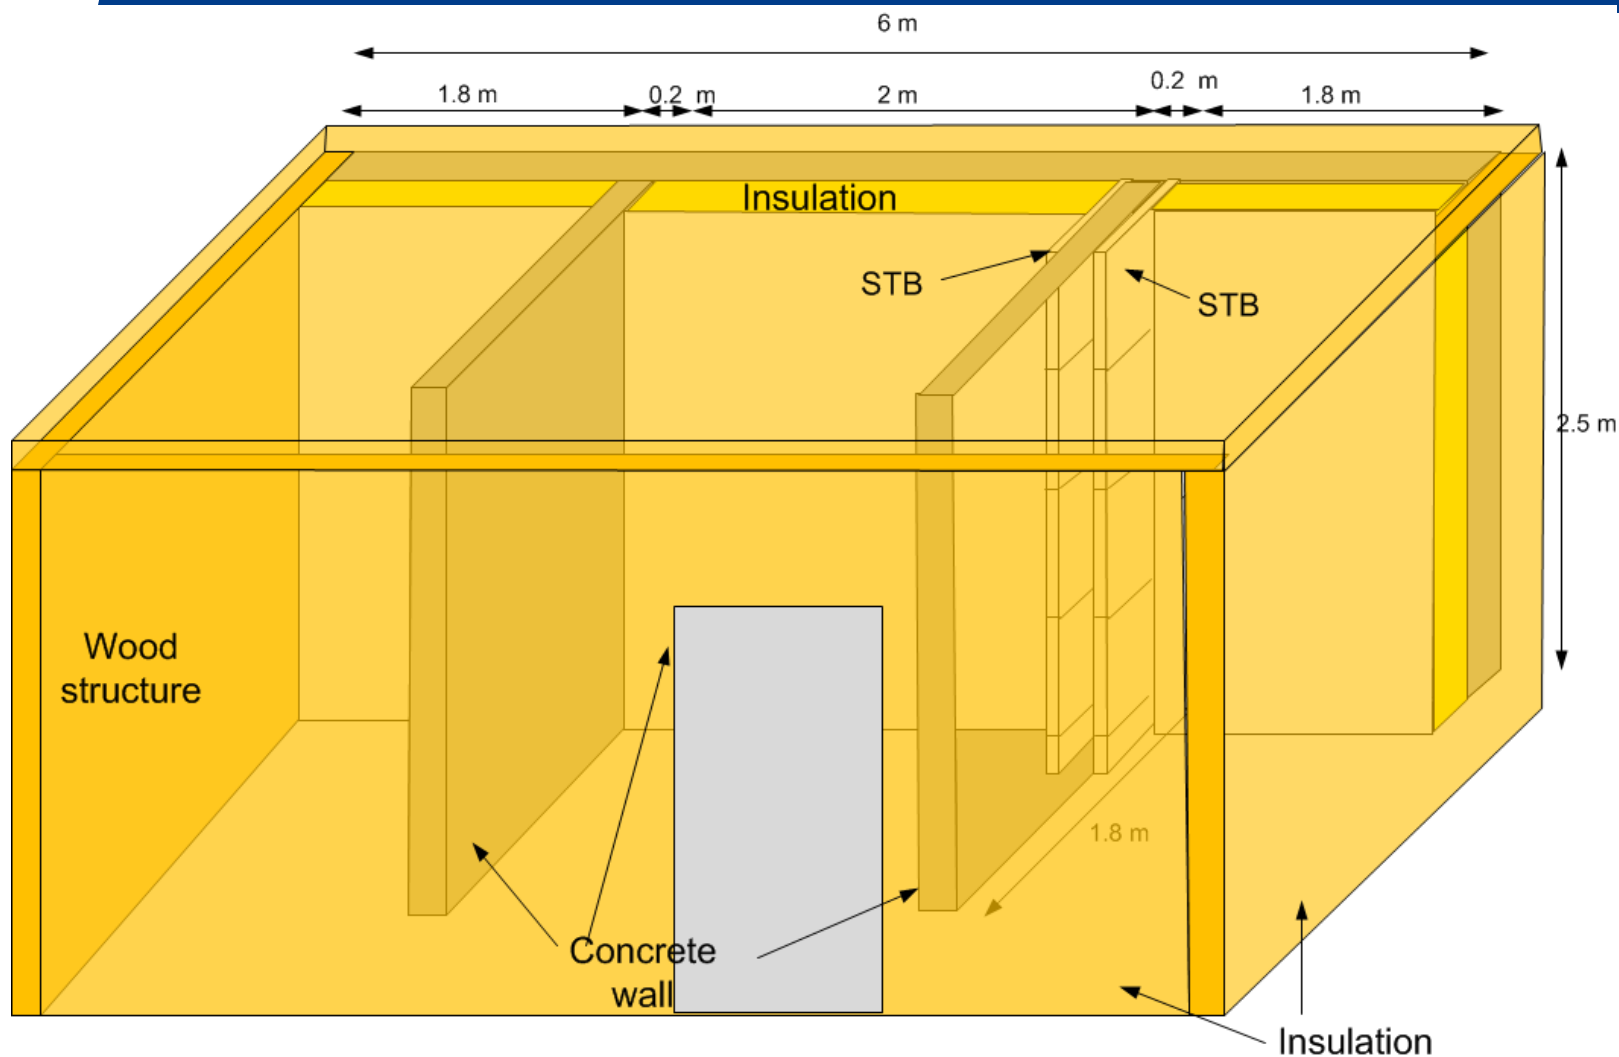 6 m
1.8 m
0.2 m
2 m
0.2 m
1.8 m
Insulation
STB
STB
2.5 m
Wood
structure
1.8 m
Concrete
wall
Insulation